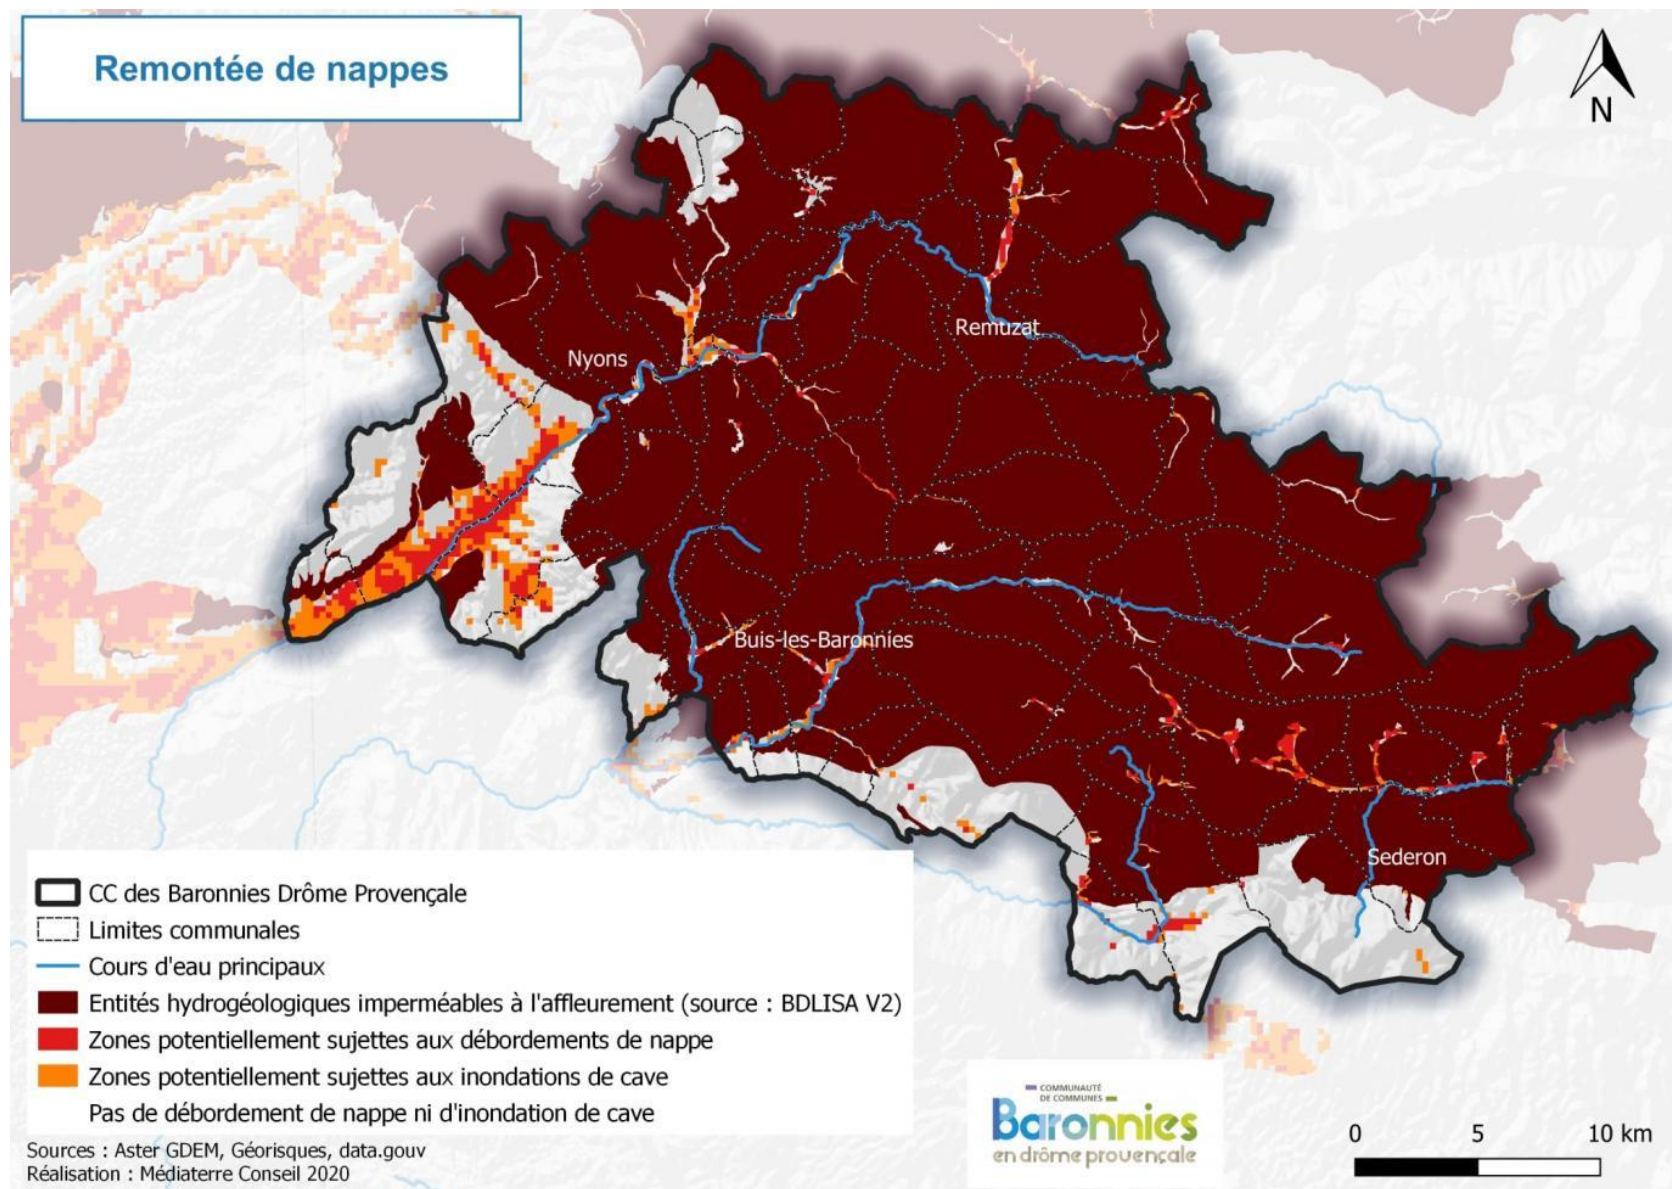 Remontée de nappes
N
Nyons
Remuzat
Buis-les-Baronnies
Sederon
CC des Baronnies Drôme Provençale
Limites communales
Cours d'eau principaux
Entités hydrogéologiques imperméables à l'affleurement (source : BDLISA V2)
Zones potentiellement sujettes aux débordements de nappe
Zones potentiellement sujettes aux inondations de cave
Pas de débordement de nappe ni d'inondation de cave
Sources : Aster GDEM, Géorisques, data.gouv
Réalisation : Médiaterre Conseil 2020
COMMUNAUTÉ
DE COMMUNES
Baronnies
en drôme provençale
0 5 10 km